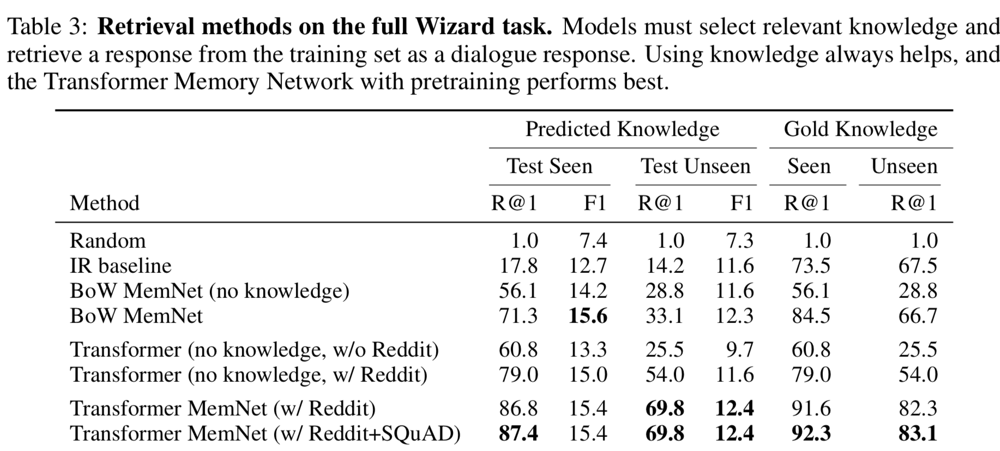 Table 3: Retrieval methods on the full Wizard task. Models must select relevant knowledge and
retrieve a response from the training set as a dialogue response. Using knowledge always helps, and
the Transformer Memory Network with pretraining performs best.
Predicted Knowledge Gold Knowledge
Test Seen Test Unseen Seen Unseen
Method R@1 F1 R@1 F1 R@1 R@1
Random 1.0 7.4 1.0 7.3 1.0 1.0
IR baseline 17.8 12.7 14.2 11.6 73.5 67.5
BoW MemNet (no knowledge) 56.1 14.2 28.8 11.6 56.1 28.8
BoW MemNet 71.3 15.6 33.1 12.3 84.5 66.7
Transformer (no knowledge, w/o Reddit) 60.8 13.3 25.5 9.7 60.8 25.5
Transformer (no knowledge, w/ Reddit) 79.0 15.0 54.0 11.6 79.0 54.0
Transformer MemNet (w/ Reddit) 86.8 15.4 69.8 12.4 91.6 82.3
Transformer MemNet (w/ Reddit+SQuAD) 87.4 15.4 69.8 12.4 92.3 83.1